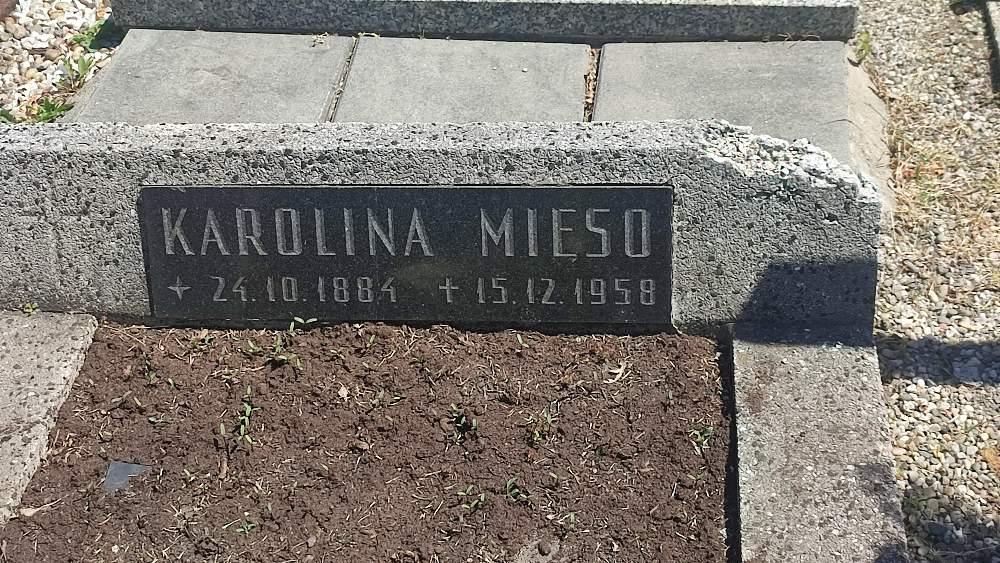 KAROLINA MIESO
✦ 24.10.1884 ✝ 15.12.1958